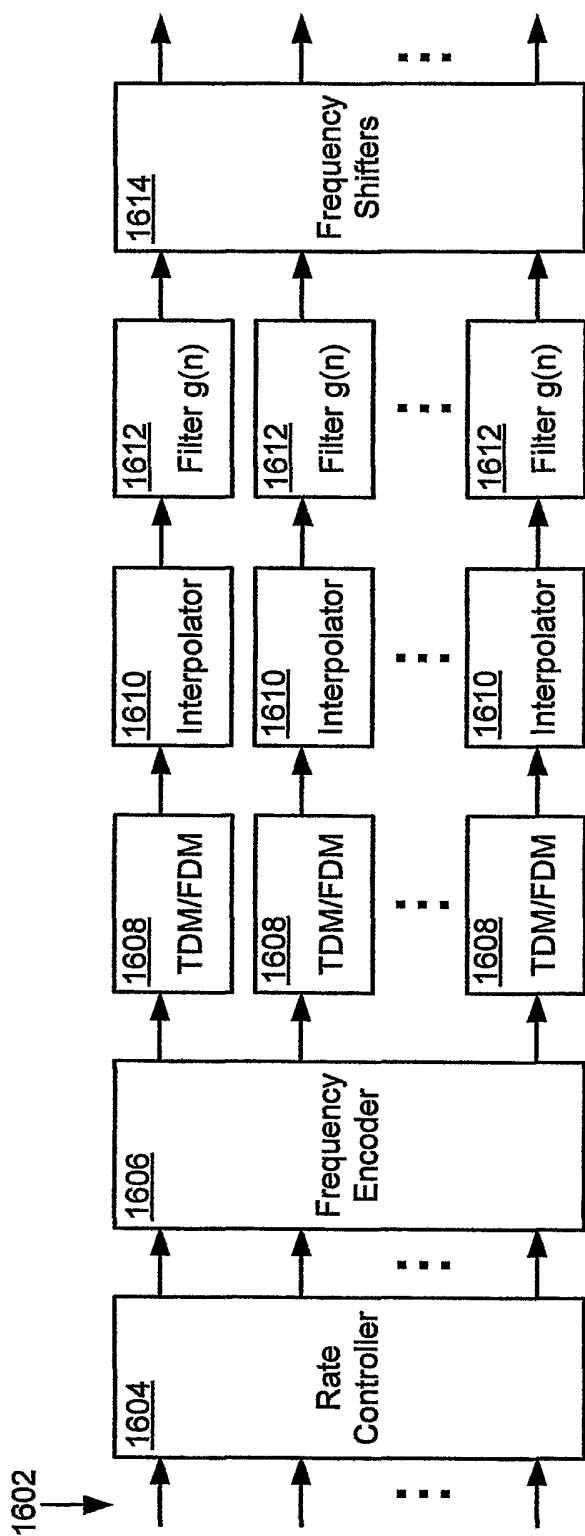 1602
1604
Rate
Controller
1606
Frequency
Encoder
1608
TDM/FDM
1608
TDM/FDM
1608
TDM/FDM
1610
Interpolator
1610
Interpolator
1610
Interpolator
1612
Filter g(n)
1612
Filter g(n)
1612
Filter g(n)
1614
Frequency
Shifters